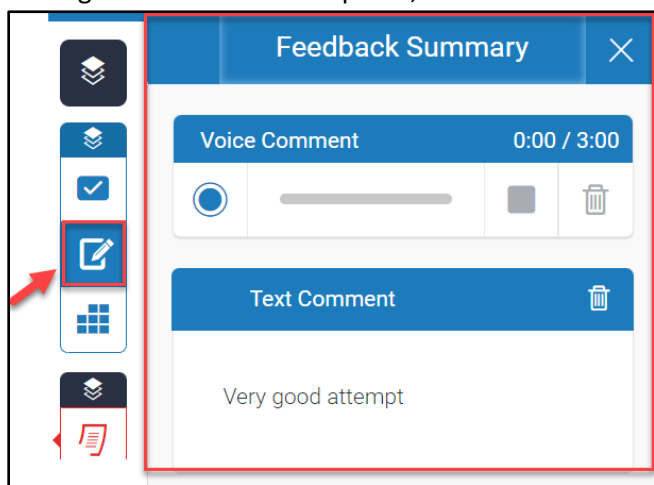 Feedback Summary
Voice Comment 0:00 / 3:00
Text Comment
Very good attempt